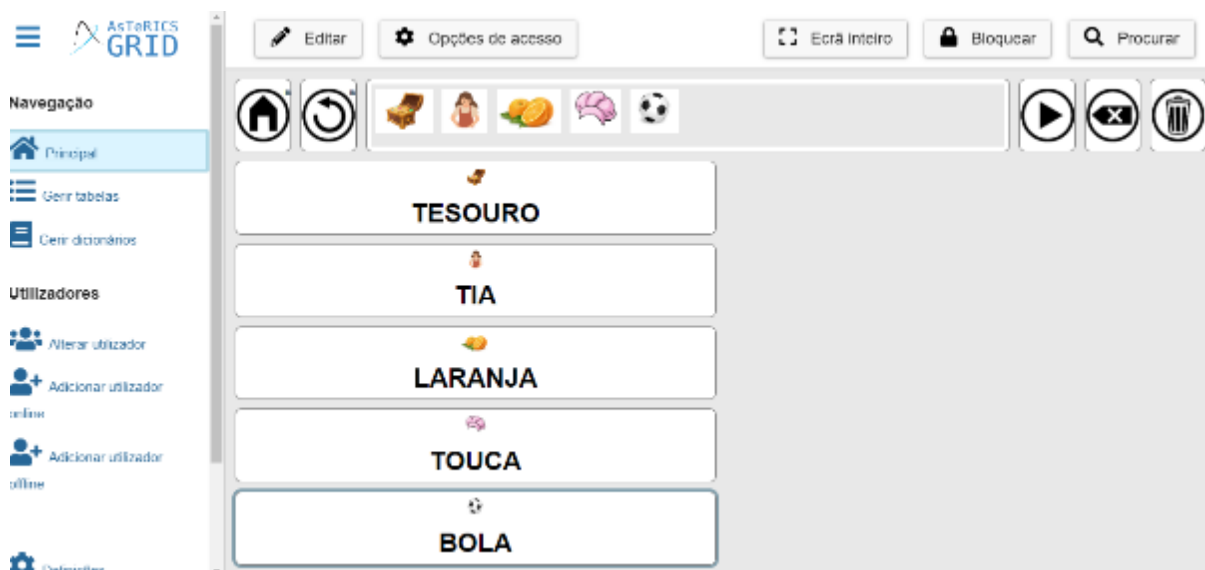 AsTeRICS
GRID
Editar
Opções de acesso
Ecrã inteiro
Bloquear
Procurar
Navegação
Principal
Gerir tabelas
Gerir dicionários
Utilizadores
Alterar utilizador
Adicionar utilizador
online
Adicionar utilizador
offline
Definições
TESOURO
TIA
LARANJA
TOUCA
BOLA